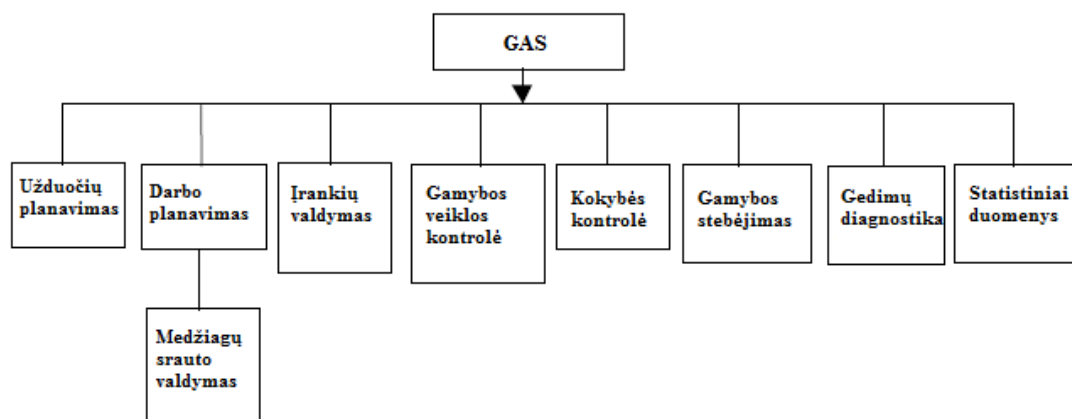 GAS
Užduočių
planavimas
Darbo
planavimas
Įrankių
valdymas
Gamybos
veiklos
kontrolė
Kokybės
kontrolė
Gamybos
stebėjimas
Gedimų
diagnostika
Statistiniai
duomenys
Medžiagų
srauto
valdymas